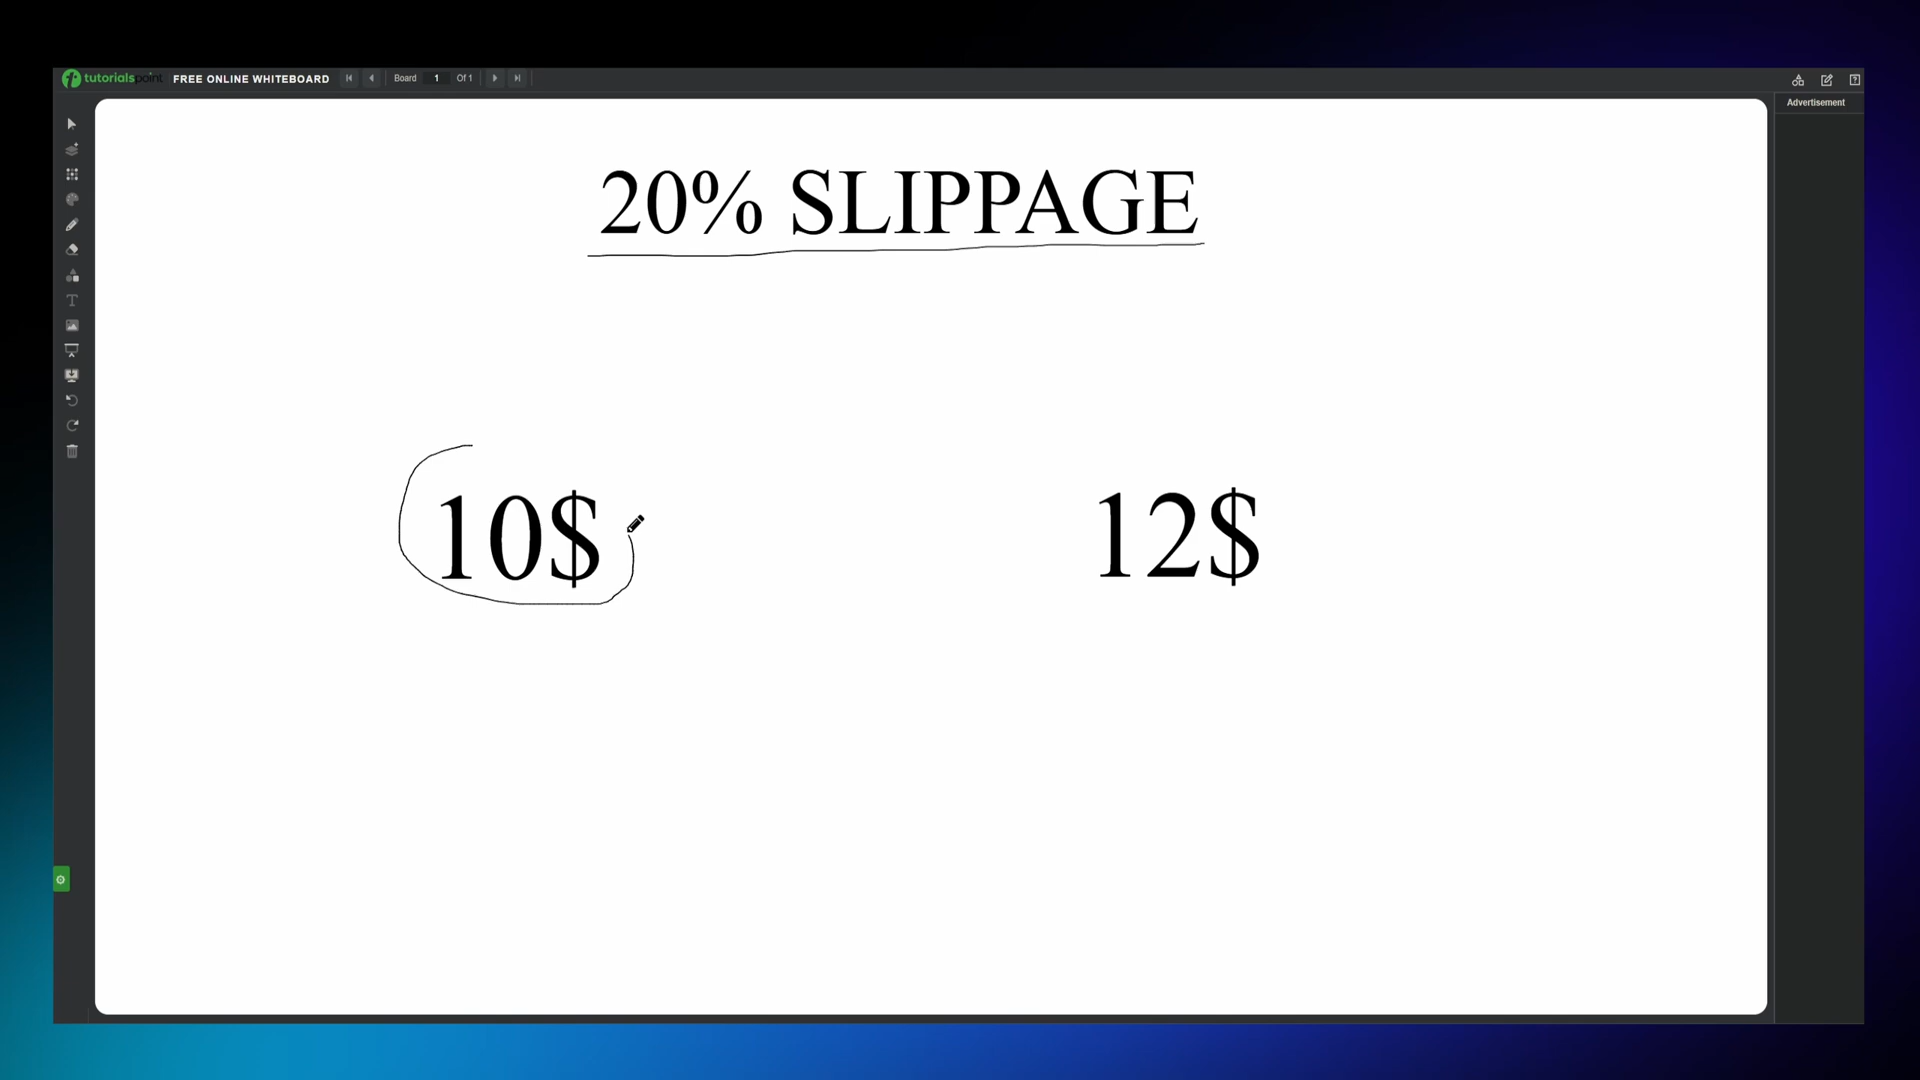 tutorialspoint FREE ONLINE WHITEBOARD Board 1 Of 1
Advertisement
20% SLIPPAGE
10$ 12$